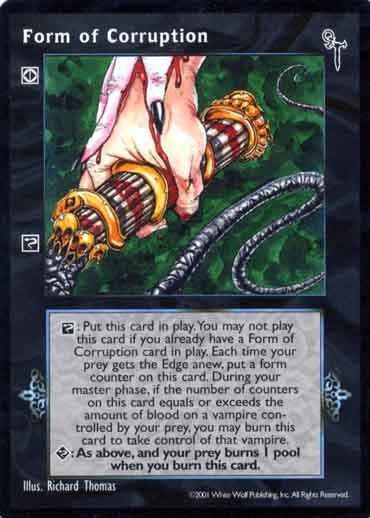 Form of Corruption
: Put this card in play. You may not play
this card if you already have a Form of
Corruption card in play. Each time your
prey gets the Edge anew, put a form
counter on this card. During your
master phase, if the number of counters
on this card equals or exceeds the
amount of blood on a vampire con-
trolled by your prey, you may burn this
card to take control of that vampire.
: As above, and your prey burns 1 pool
when you burn this card.
Illus. Richard Thomas
©2001 White Wolf Publishing, Inc. All Rights Reserved.